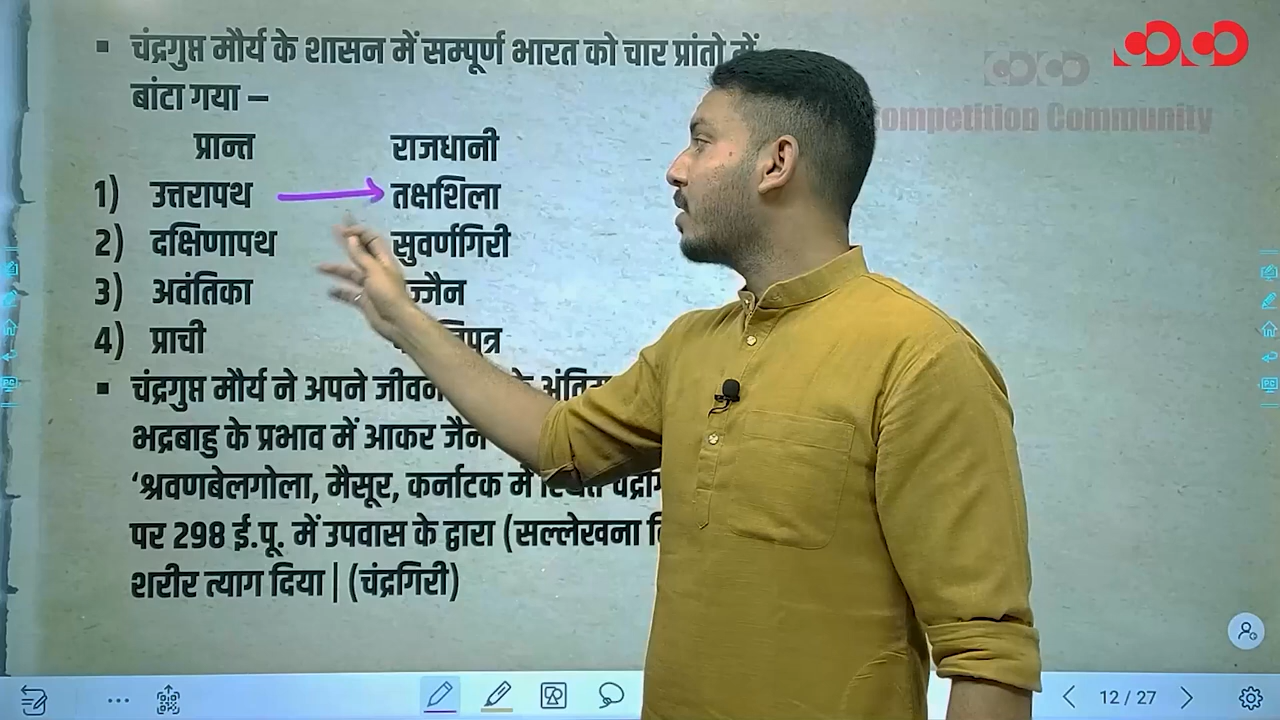 चंद्रगुप्त मौर्य के शासन में सम्पूर्ण भारत को चार प्रांतो में
बांटा गया –
प्रान्त राजधानी
1) उत्तरापथ तक्षशिला
2) दक्षिणापथ सुवर्णगिरी
3) अवंतिका
4) प्राची
चंद्रगुप्त मौर्य ने अपने जीवन
भद्रबाहु के प्रभाव में आकर जैन
‘श्रवणबेलगोला, मैसूर, कर्नाटक में स्थित
पर 298 ई.पू. में उपवास के द्वारा (सल्लेखना
शरीर त्याग दिया | (चंद्रगिरी)
Competition Community
12 / 27